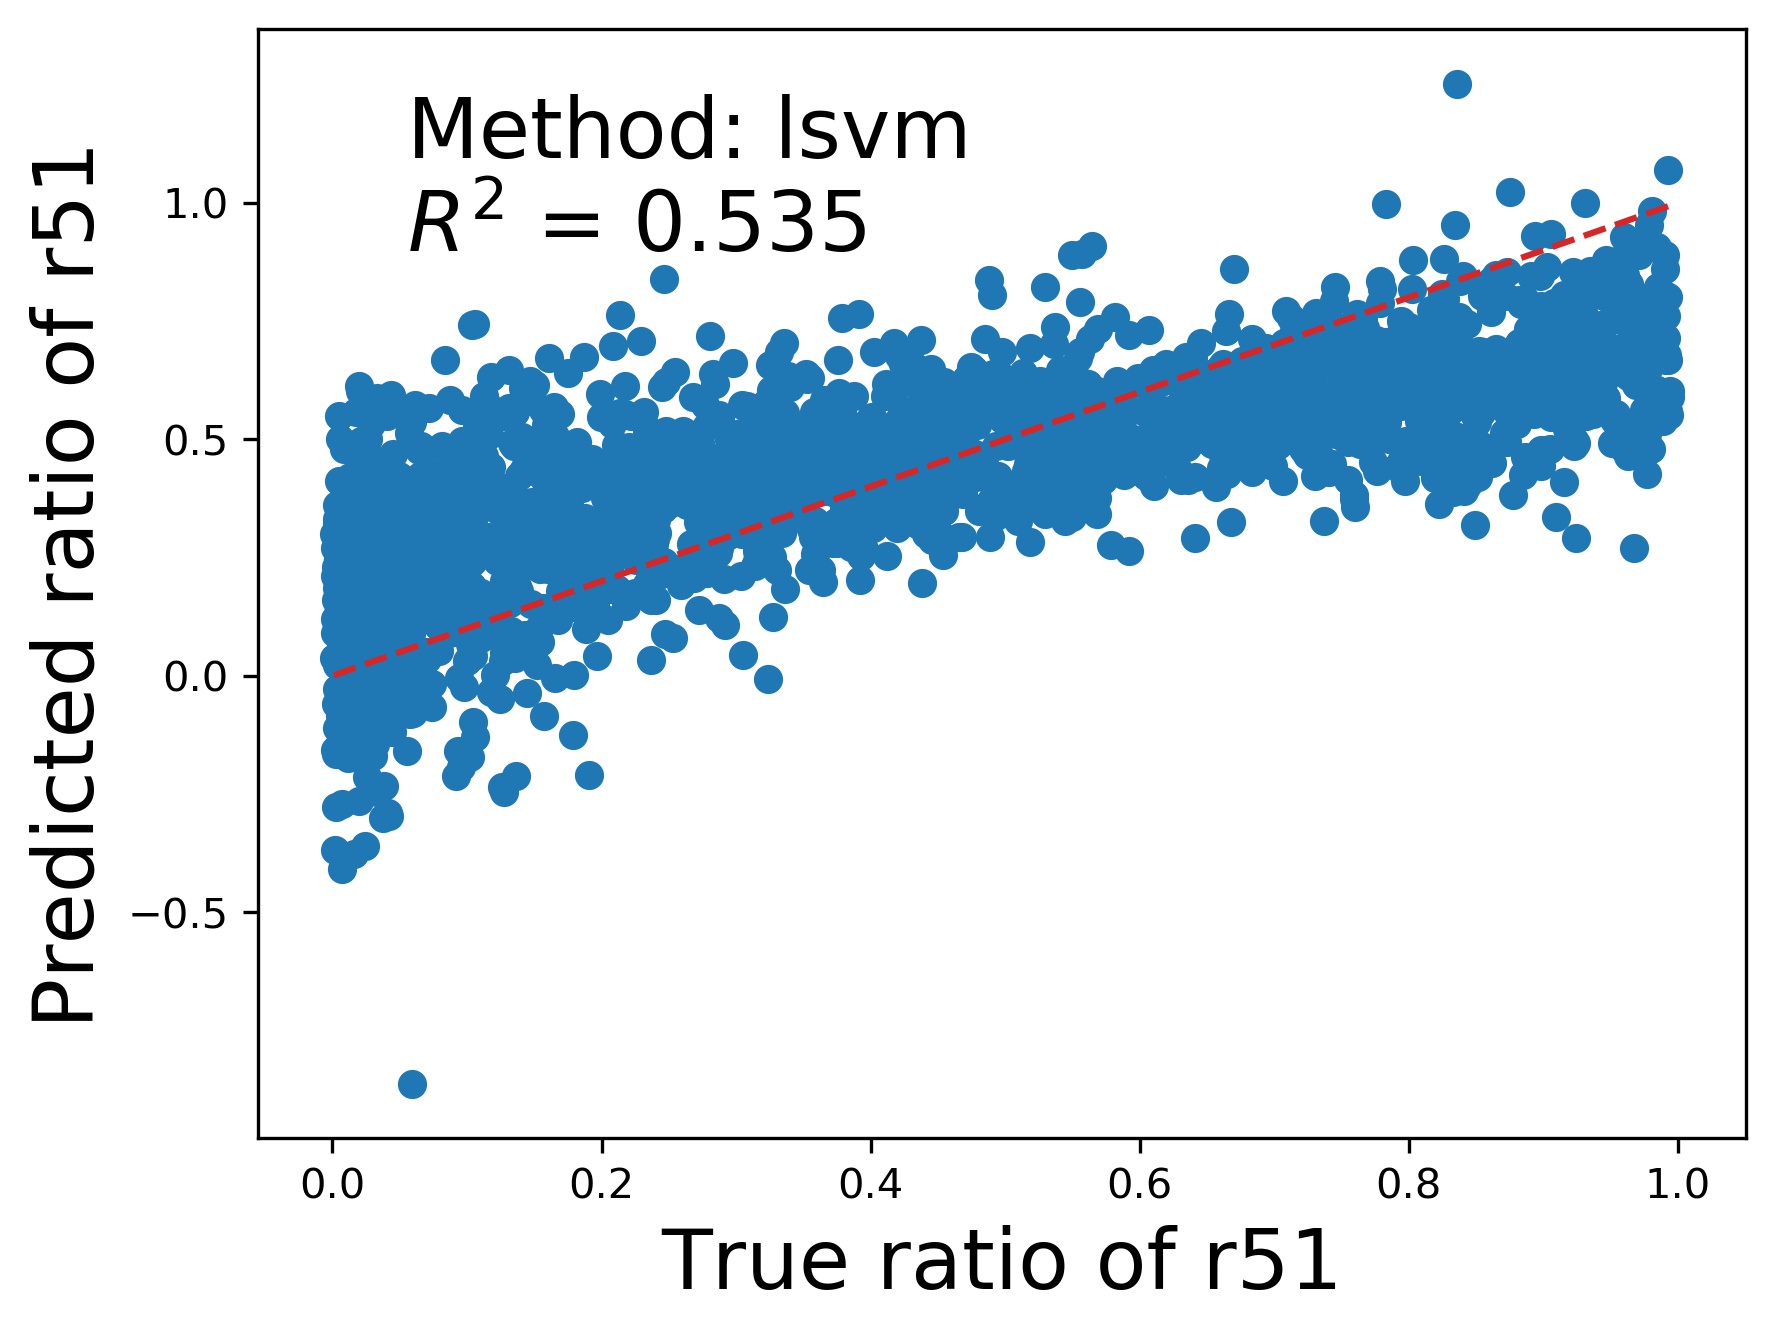 Method: lsvm
R² = 0.535
Predicted ratio of r51
1.0
0.5
0.0
−0.5
0.0 0.2 0.4 0.6 0.8 1.0
True ratio of r51